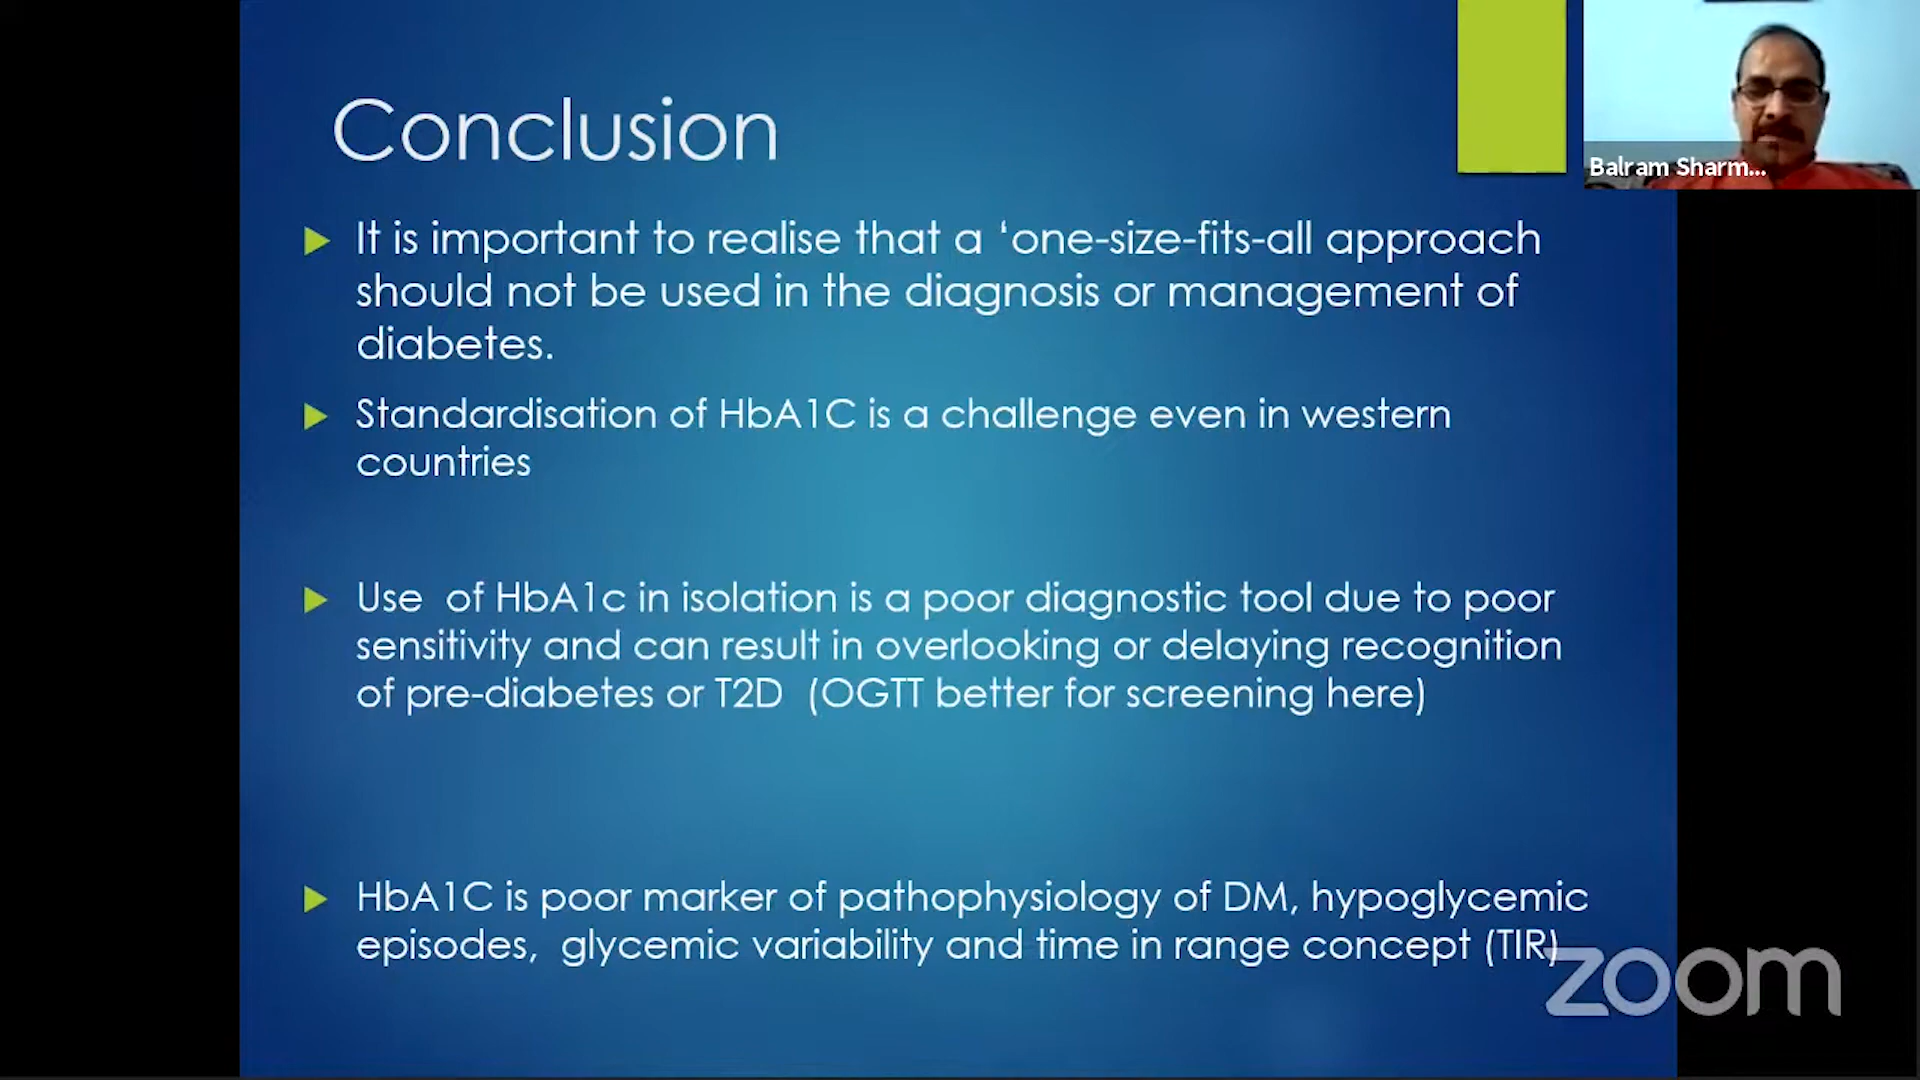 Conclusion
Balram Sharm...
It is important to realise that a ‘one-size-fits-all approach
should not be used in the diagnosis or management of
diabetes.
Standardisation of HbA1C is a challenge even in western
countries
Use of HbA1c in isolation is a poor diagnostic tool due to poor
sensitivity and can result in overlooking or delaying recognition
of pre-diabetes or T2D (OGTT better for screening here)
HbA1C is poor marker of pathophysiology of DM, hypoglycemic
episodes, glycemic variability and time in range concept (TIR)
zoom